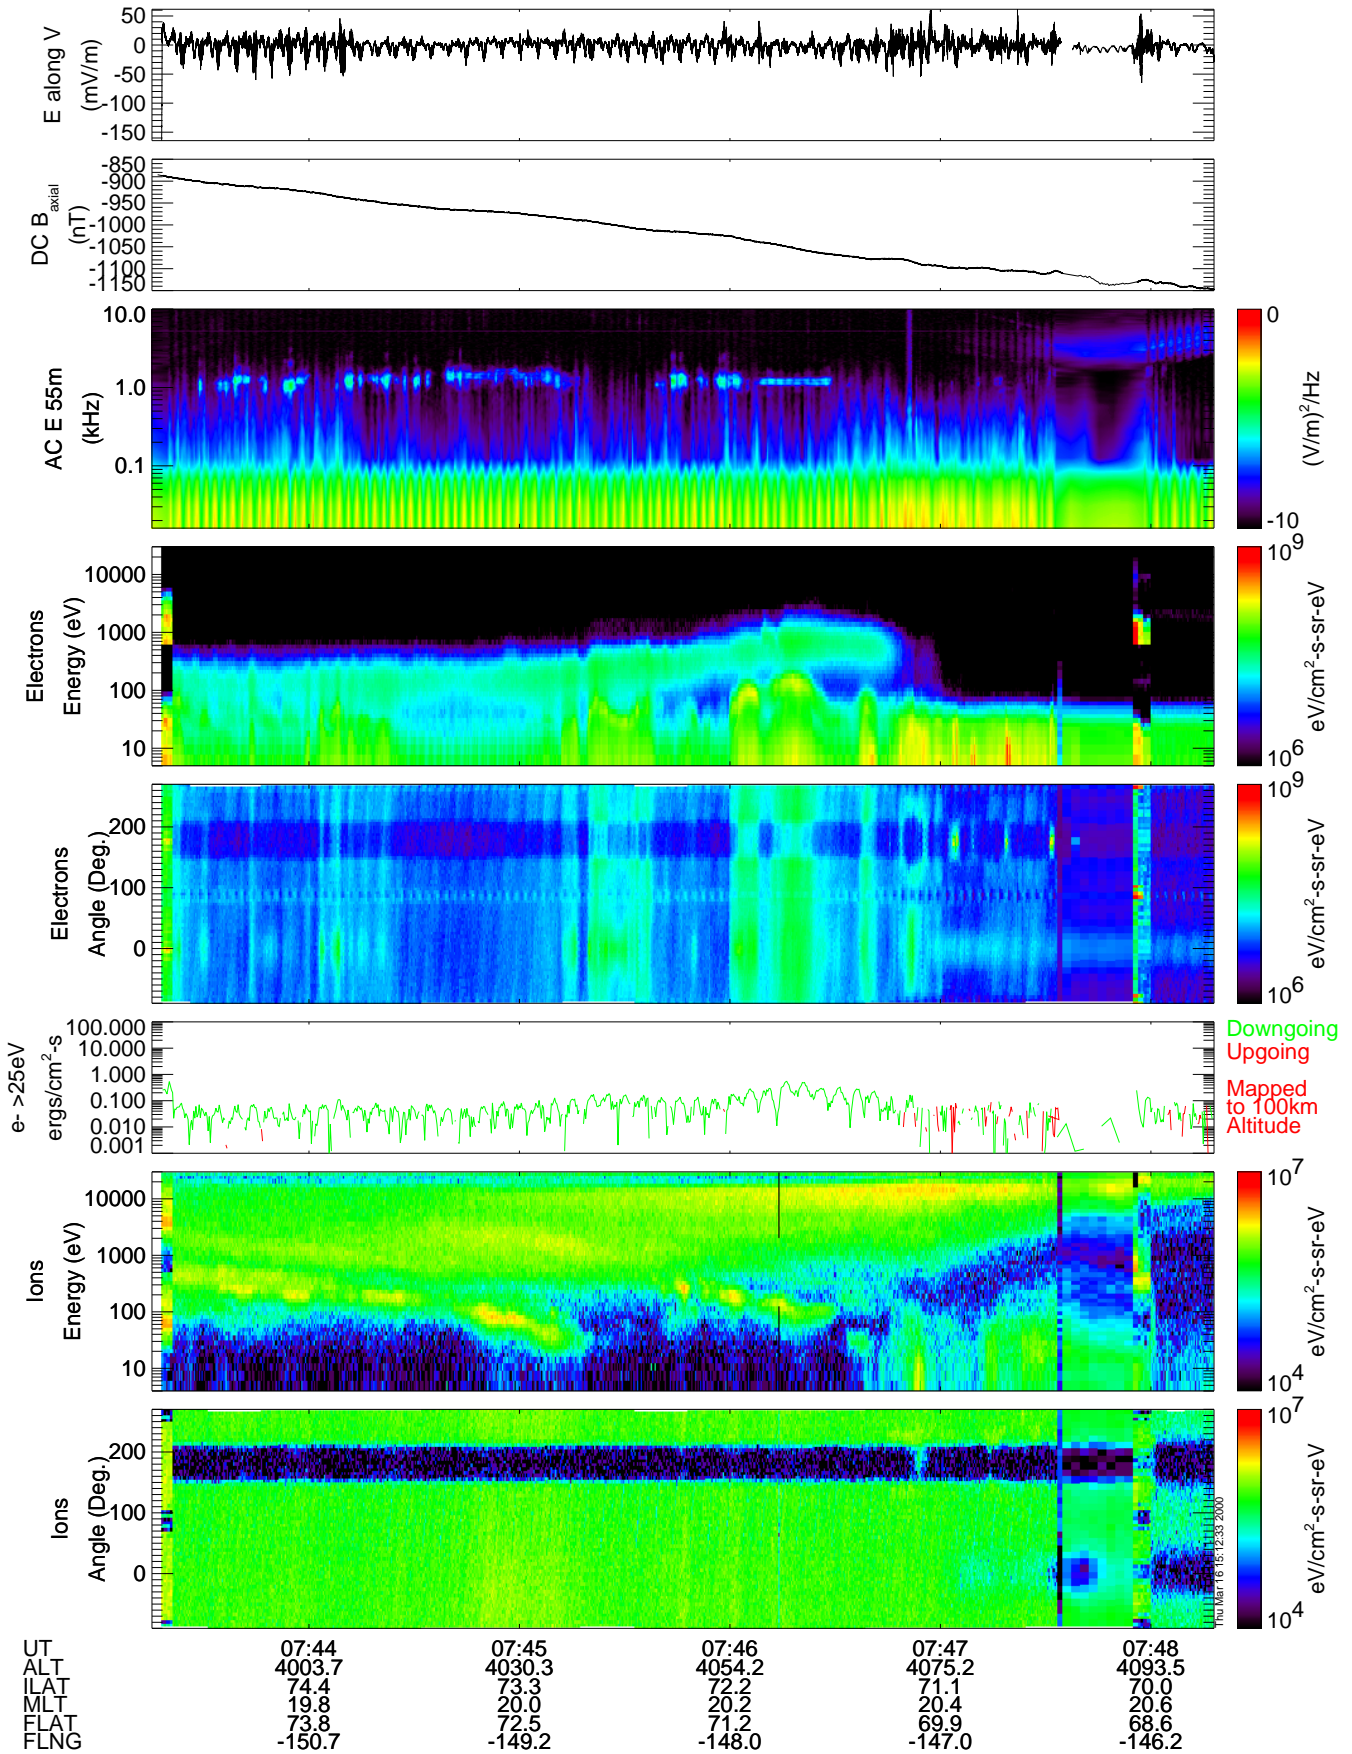 E along V
(mV/m)
50
0
-50
-100
-150
DC B axial
(nT)
-850
-900
-950
-1000
-1050
-1100
-1150
AC E 55m
(kHz)
10.0
1.0
0.1
0
-10
(V/m)²/Hz
Electrons
Energy (eV)
10000
1000
100
10
10⁹
10⁶
eV/cm²-s-sr-eV
Electrons
Angle (Deg.)
200
100
0
10⁹
10⁶
eV/cm²-s-sr-eV
e- >25eV
ergs/cm²-s
100.000
10.000
1.000
0.100
0.010
0.001
Downgoing
Upgoing
Mapped
to 100km
Altitude
Ions
Energy (eV)
10000
1000
100
10
10⁷
10⁴
eV/cm²-s-sr-eV
Ions
Angle (Deg.)
200
100
0
10⁷
10⁴
eV/cm²-s-sr-eV
Thu Mar 16 15:12:33 2000
UT 07:44 07:45 07:46 07:47 07:48
ALT 4003.7 4030.3 4054.2 4075.2 4093.5
ILAT 74.4 73.3 72.2 71.1 70.0
MLT 19.8 20.0 20.2 20.4 20.6
FLAT 73.8 72.5 71.2 69.9 68.6
FLNG -150.7 -149.2 -148.0 -147.0 -146.2